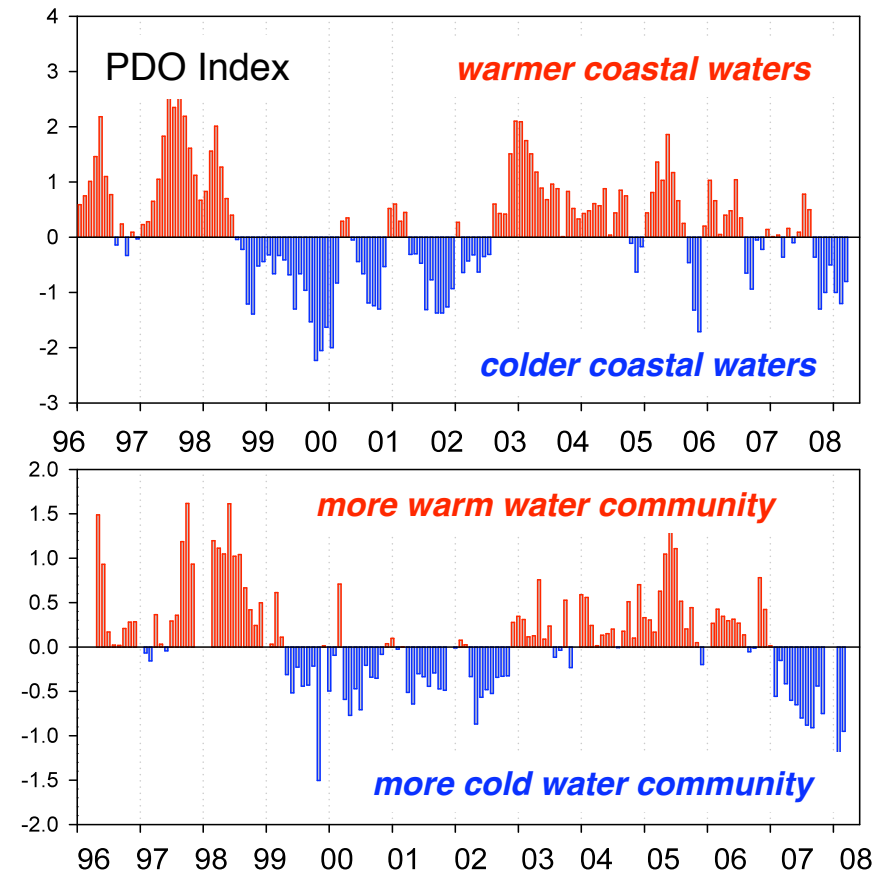 4
PDO Index
warmer coastal waters
3
2
1
0
-1
-2
colder coastal waters
-3
96 97 98 99 00 01 02 03 04 05 06 07 08
2.0
more warm water community
1.5
1.0
0.5
0.0
-0.5
-1.0
-1.5
more cold water community
-2.0
96 97 98 99 00 01 02 03 04 05 06 07 08